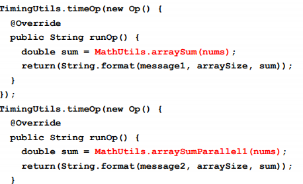 TimingUtils.timeOp(new Op() {
@Override
public String runOp() {
double sum = MathUtils.arraySum(nums);
return(String.format(message1, arraySize, sum));
}
});
TimingUtils.timeOp(new Op() {
@Override
public String runOp() {
double sum = MathUtils.arraySumParallel1(nums);
return(String.format(message2, arraySize, sum));
}